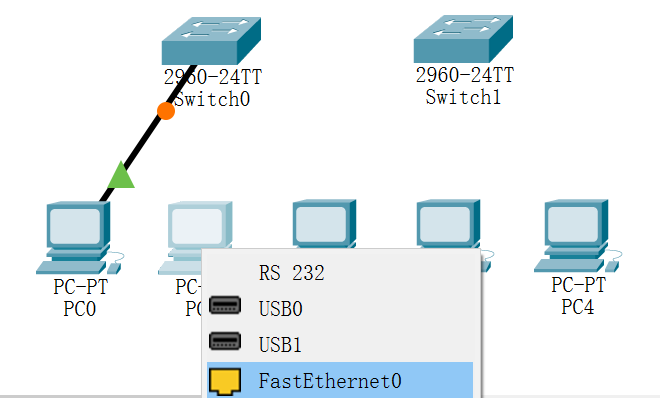 2960-24TT
Switch0
2960-24TT
Switch1
PC-PT
PC0
PC-PT
PC4
RS 232
USB0
USB1
FastEthernet0